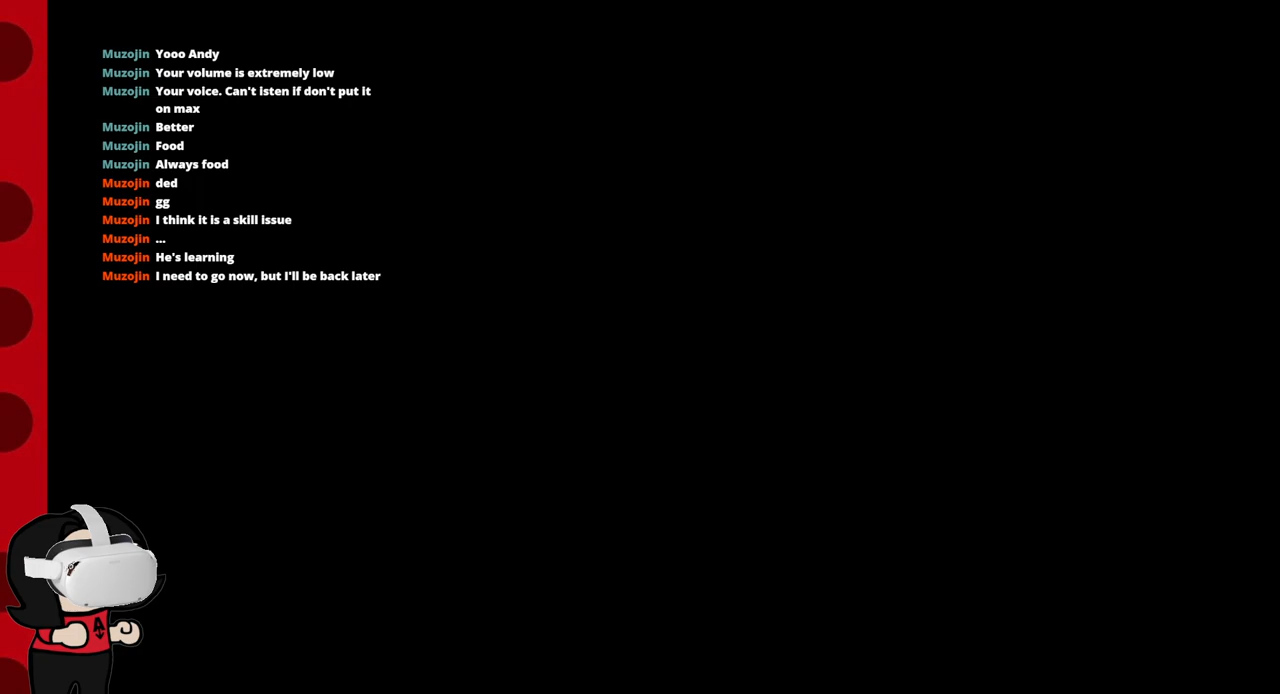 Muzojin Yooo Andy
Muzojin Your volume is extremely low
Muzojin Your voice. Can't isten if don't put it
on max
Muzojin Better
Muzojin Food
Muzojin Always food
Muzojin ded
Muzojin gg
Muzojin I think it is a skill issue
Muzojin ...
Muzojin He's learning
Muzojin I need to go now, but I'll be back later
A